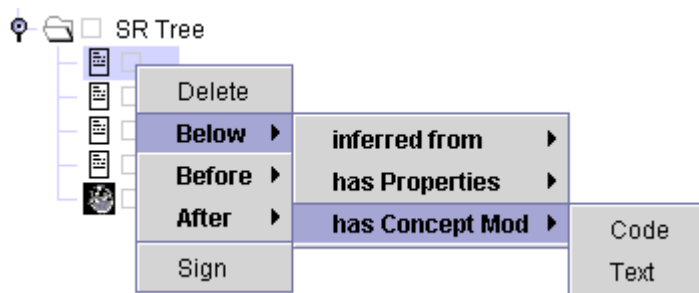 SR Tree
Delete
Below
Before
After
Sign
inferred from
has Properties
has Concept Mod
Code
Text